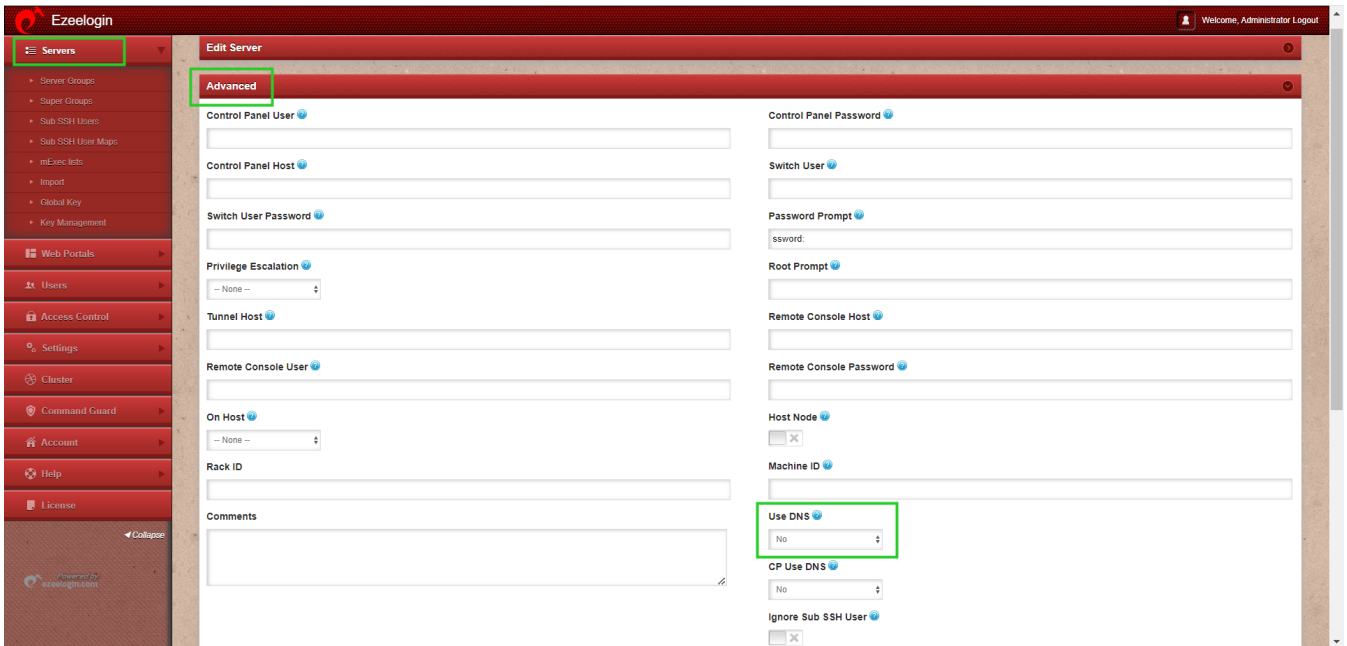 Ezeelogin
Welcome, Administrator Logout
Servers
Server Groups
Super Groups
Sub SSH Users
Sub SSH User Maps
mExec lists
Import
Global Key
Key Management
Web Portals
Users
Access Control
Settings
Cluster
Command Guard
Account
Help
License
Collapse
Powered by
ezeelogin.com
Edit Server
Advanced
Control Panel User
Control Panel Password
Control Panel Host
Switch User
Switch User Password
Password Prompt
ssword:
Privilege Escalation
-- None --
Root Prompt
Tunnel Host
Remote Console Host
Remote Console User
Remote Console Password
On Host
-- None --
Host Node
Rack ID
Machine ID
Comments
Use DNS
No
CP Use DNS
No
Ignore Sub SSH User